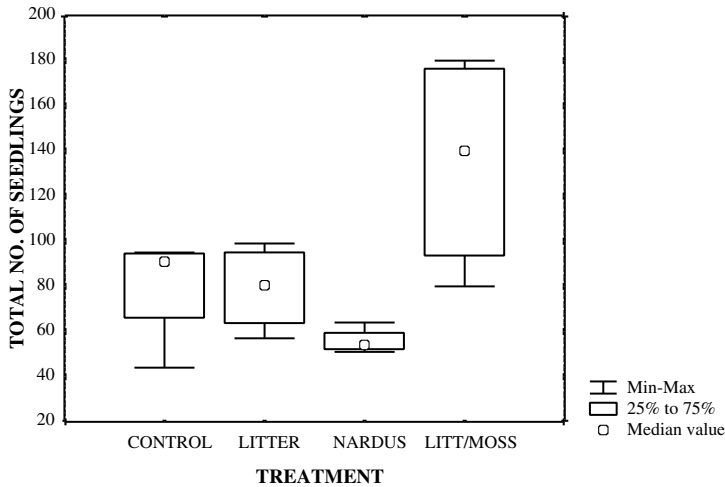 200
180
160
140
120
100
80
60
40
20
TOTAL NO. OF SEEDLINGS
CONTROL LITTER NARDUS LITT/MOSS
TREATMENT
Min-Max
25% to 75%
Median value